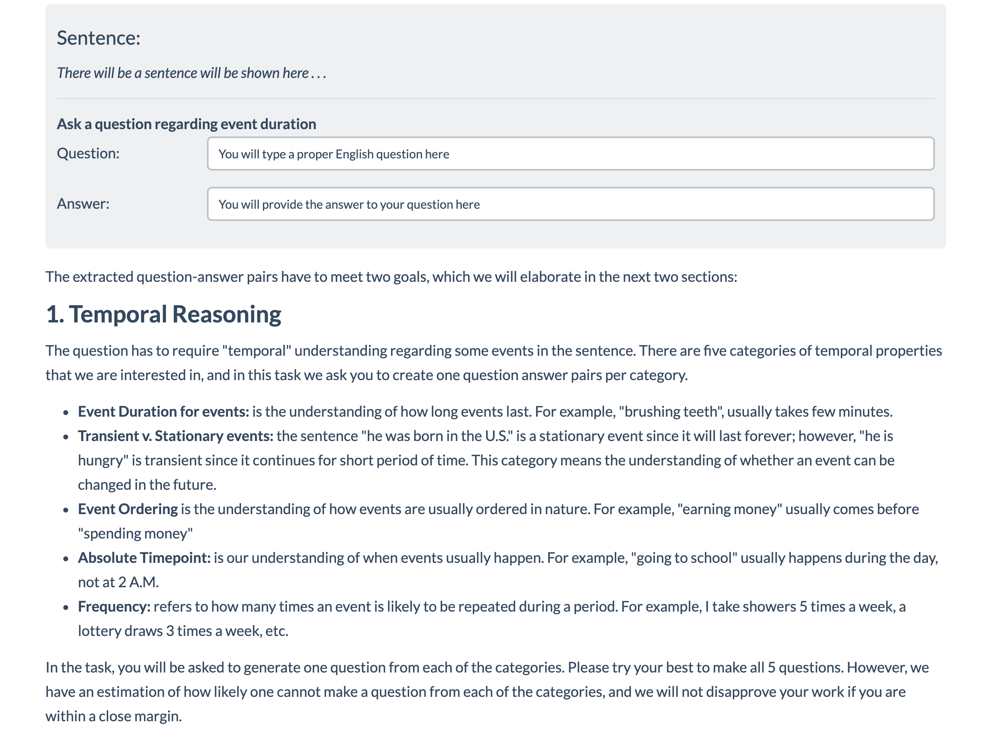 Sentence:
There will be a sentence will be shown here . . .
Ask a question regarding event duration
Question:
You will type a proper English question here
Answer:
You will provide the answer to your question here
The extracted question-answer pairs have to meet two goals, which we will elaborate in the next two sections:
1. Temporal Reasoning
The question has to require "temporal" understanding regarding some events in the sentence. There are five categories of temporal properties
that we are interested in, and in this task we ask you to create one question answer pairs per category.
• Event Duration for events: is the understanding of how long events last. For example, "brushing teeth", usually takes few minutes.
• Transient v. Stationary events: the sentence "he was born in the U.S." is a stationary event since it will last forever; however, "he is
hungry" is transient since it continues for short period of time. This category means the understanding of whether an event can be
changed in the future.
• Event Ordering is the understanding of how events are usually ordered in nature. For example, "earning money" usually comes before
"spending money"
• Absolute Timepoint: is our understanding of when events usually happen. For example, "going to school" usually happens during the day,
not at 2 A.M.
• Frequency: refers to how many times an event is likely to be repeated during a period. For example, I take showers 5 times a week, a
lottery draws 3 times a week, etc.
In the task, you will be asked to generate one question from each of the categories. Please try your best to make all 5 questions. However, we
have an estimation of how likely one cannot make a question from each of the categories, and we will not disapprove your work if you are
within a close margin.